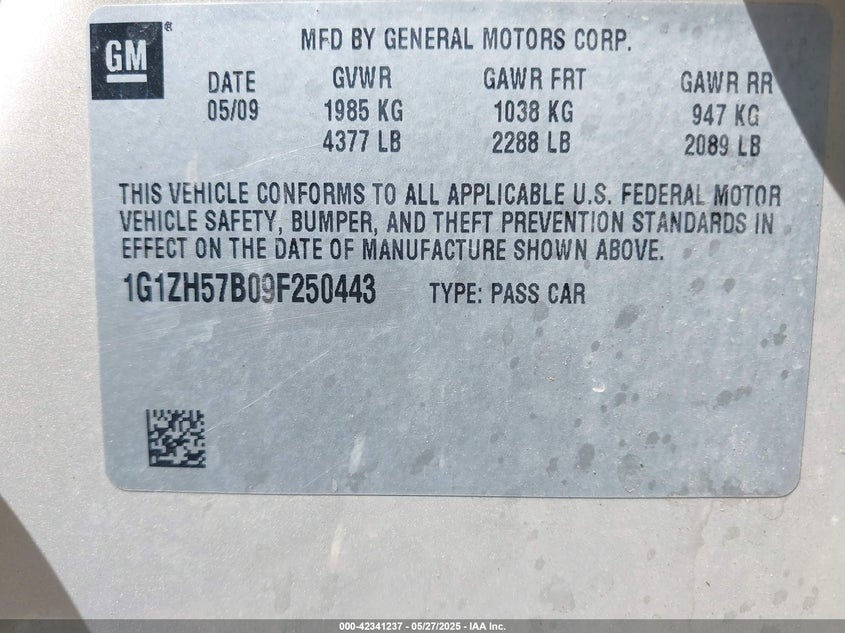 GM®
MFD BY GENERAL MOTORS CORP.
DATE GVWR GAWR FRT GAWR RR
05/09 1985 KG 1038 KG 947 KG
4377 LB 2288 LB 2089 LB
THIS VEHICLE CONFORMS TO ALL APPLICABLE U.S. FEDERAL MOTOR
VEHICLE SAFETY, BUMPER, AND THEFT PREVENTION STANDARDS IN
EFFECT ON THE DATE OF MANUFACTURE SHOWN ABOVE.
1G1ZH57B09F250443 TYPE: PASS CAR
000-42341237 - 05/27/2025 - IAA Inc.